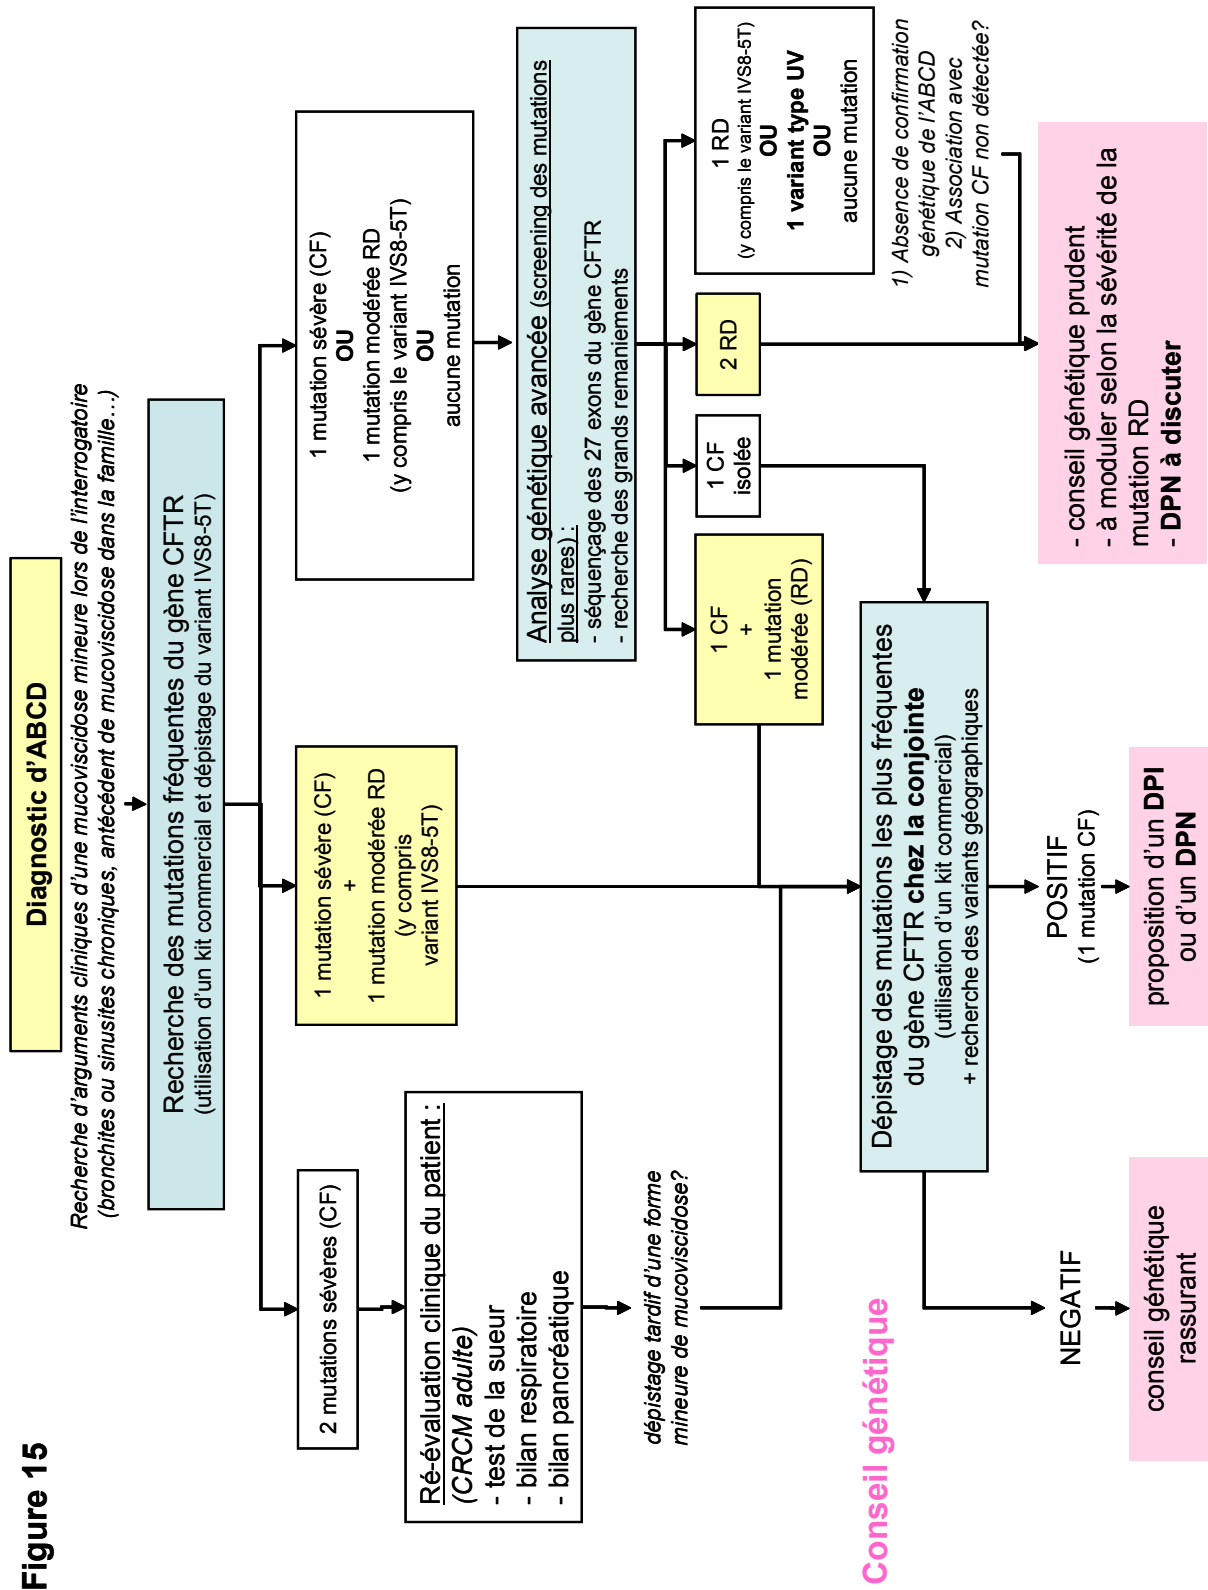 Figure 15
Diagnostic d'ABCD
Recherche d'arguments cliniques d'une mucoviscidose mineure lors de l'interrogatoire
(bronchites ou sinusites chroniques, antécédent de mucoviscidose dans la famille…)
Recherche des mutations fréquentes du gène CFTR
(utilisation d'un kit commercial et dépistage du variant IVS8-5T)
2 mutations sévères (CF)
1 mutation sévère (CF)
+
1 mutation modérée RD
(y compris
variant IVS8-5T)
1 mutation sévère (CF)
OU
1 mutation modérée RD
(y compris le variant IVS8-5T)
OU
aucune mutation
Ré-évaluation clinique du patient :
(CRCM adulte)
- test de la sueur
- bilan respiratoire
- bilan pancréatique
Analyse génétique avancée (screening des mutations
plus rares) :
- séquençage des 27 exons du gène CFTR
- recherche des grands remaniements
dépistage tardif d'une forme
mineure de mucoviscidose?
1 CF
+
1 mutation
modérée (RD)
1 CF
isolée
2 RD
1 RD
(y compris le variant IVS8-5T)
OU
1 variant type UV
OU
aucune mutation
1) Absence de confirmation
génétique de l'ABCD
2) Association avec
mutation CF non détectée?
Conseil génétique
Dépistage des mutations les plus fréquentes
du gène CFTR chez la conjointe
(utilisation d'un kit commercial)
+ recherche des variants géographiques
NEGATIF
POSITIF
(1 mutation CF)
conseil génétique
rassurant
proposition d'un DPI
ou d'un DPN
- conseil génétique prudent
- à moduler selon la sévérité de la
mutation RD
- DPN à discuter